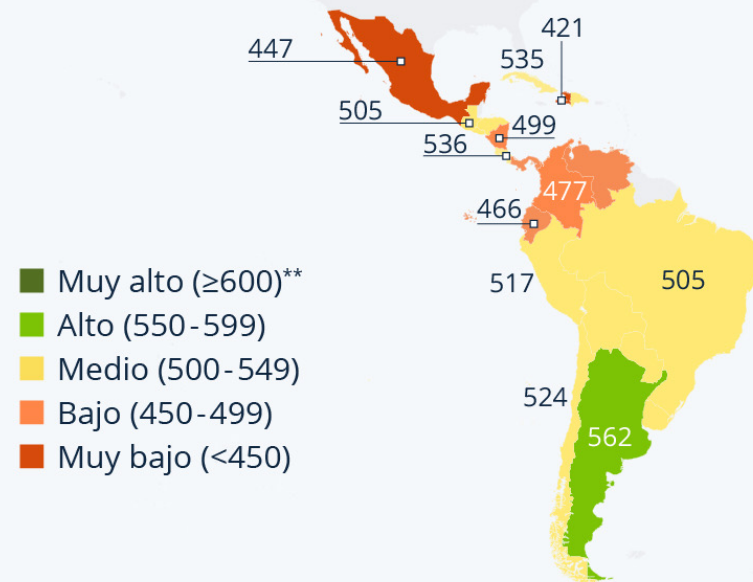 421
447
535
505
499
536
477
466
517
505
524
562
Muy alto (≥600)**
Alto (550-599)
Medio (500-549)
Bajo (450-499)
Muy bajo (<450)